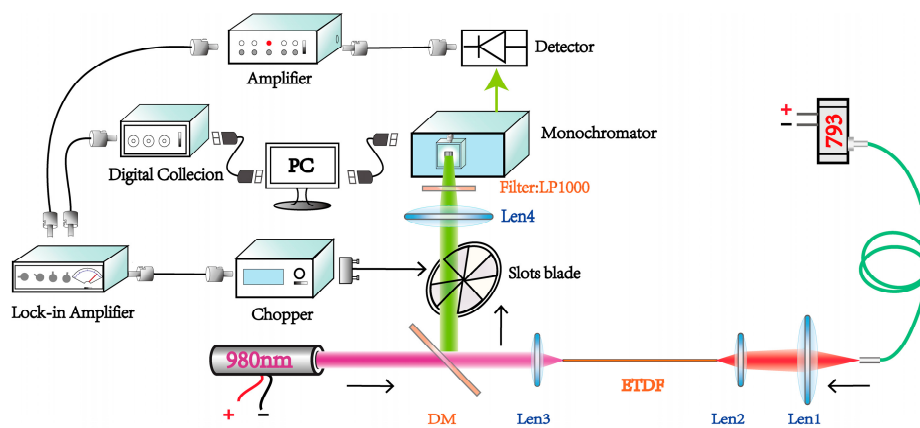 Amplifier
Detector
+
−
793
Digital Collecion
PC
Monochromator
Filter:LP1000
Len4
Slots blade
Lock-in Amplifier
Chopper
980nm
+
−
DM
Len3
ETDF
Len2
Len1